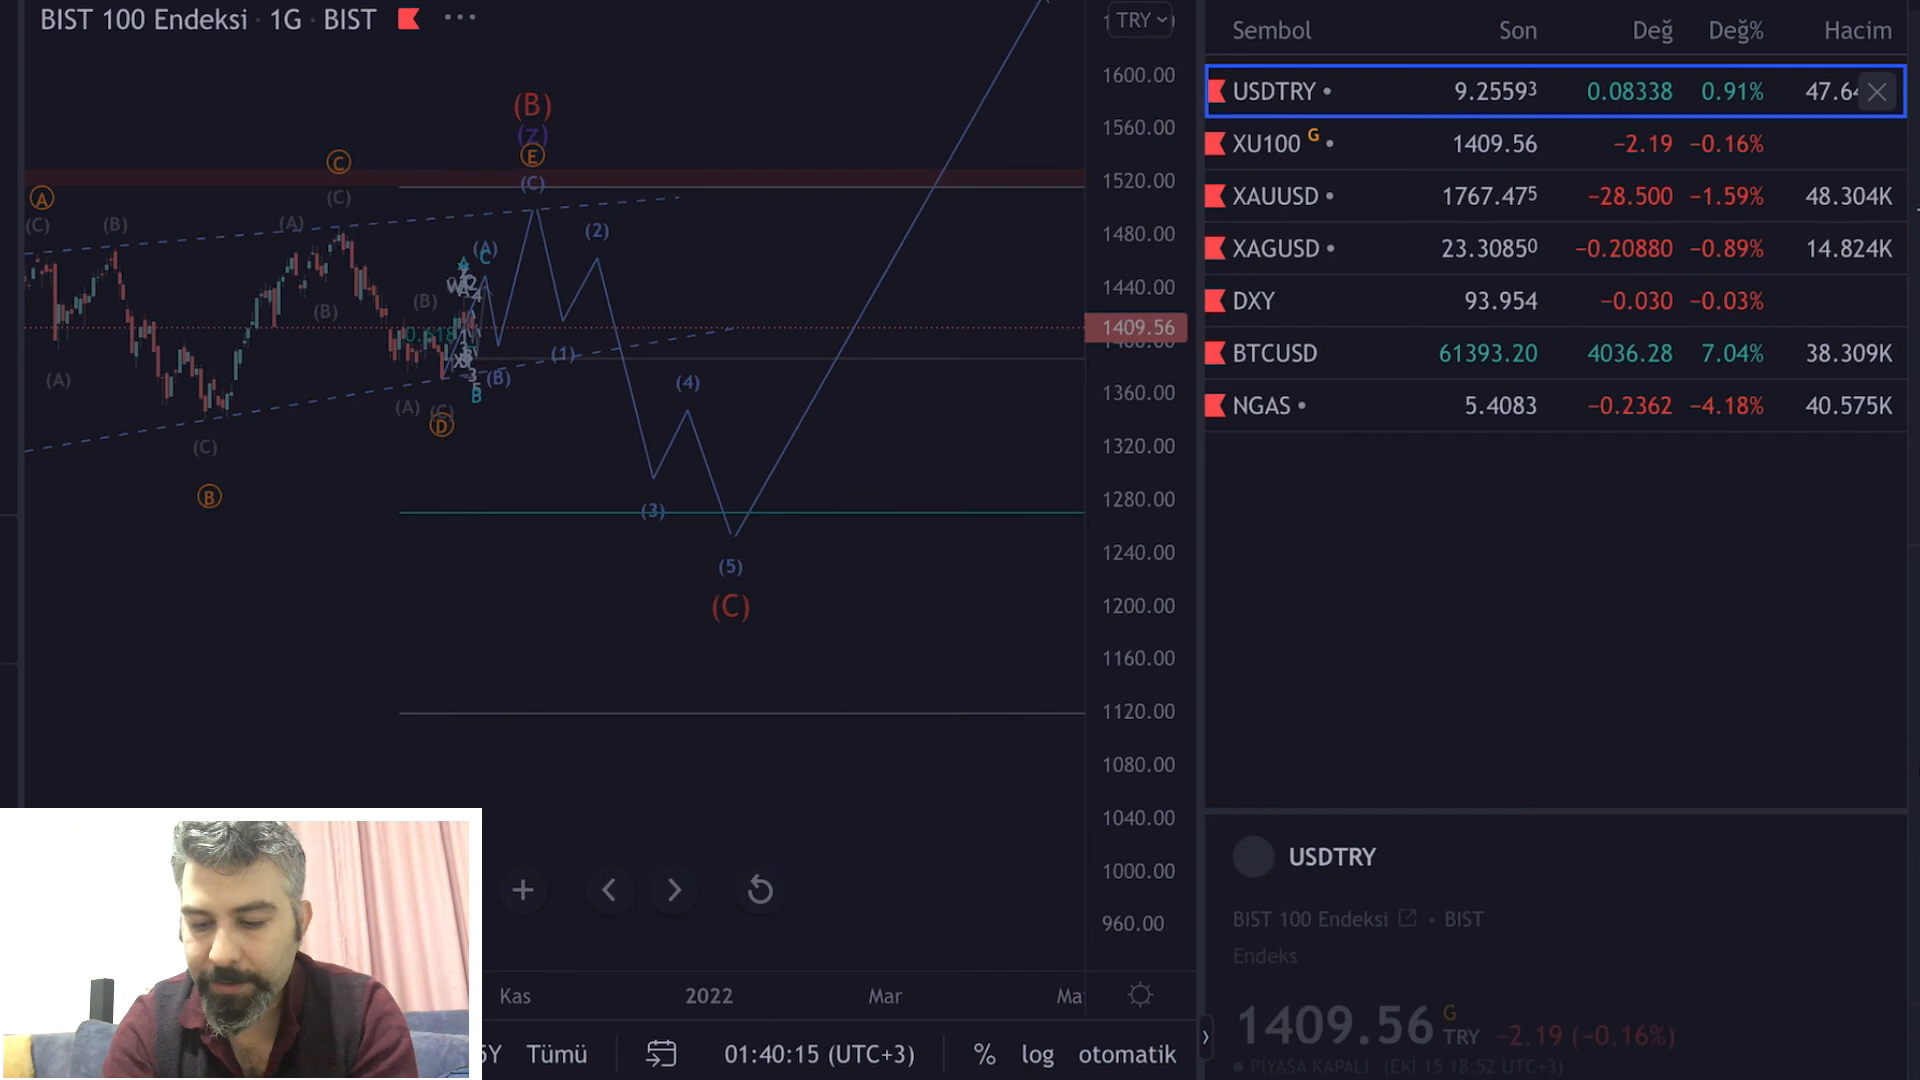 BIST 100 Endeksi · 1G · BIST
TRY
1600.00
1560.00
1520.00
1480.00
1440.00
1409.56
1400.00
1360.00
1320.00
1280.00
1240.00
1200.00
1160.00
1120.00
1080.00
1040.00
1000.00
960.00
(B)
(Z)
E
(C)
C
(C)
A
(C)
(B)
(A)
(2)
(A)
C
(B)
(B)
0.618
(1)
(B)
B
(A)
(A)
D
(4)
(C)
B
(3)
(5)
(C)
Kas
2022
Mar
Tümü
01:40:15 (UTC+3)
%
log
otomatik
Sembol Son Değ Değ% Hacim
USDTRY 9.25593 0.08338 0.91% 47.64
XU100 G 1409.56 −2.19 −0.16%
XAUUSD 1767.475 −28.500 −1.59% 48.304K
XAGUSD 23.30850 −0.20880 −0.89% 14.824K
DXY 93.954 −0.030 −0.03%
BTCUSD 61393.20 4036.28 7.04% 38.309K
NGAS 5.4083 −0.2362 −4.18% 40.575K
USDTRY
BIST 100 Endeksi • BIST
Endeks
1409.56 G TRY −2.19 (−0.16%)
PİYASA KAPALI (EKİ 15 18:52 UTC+3)